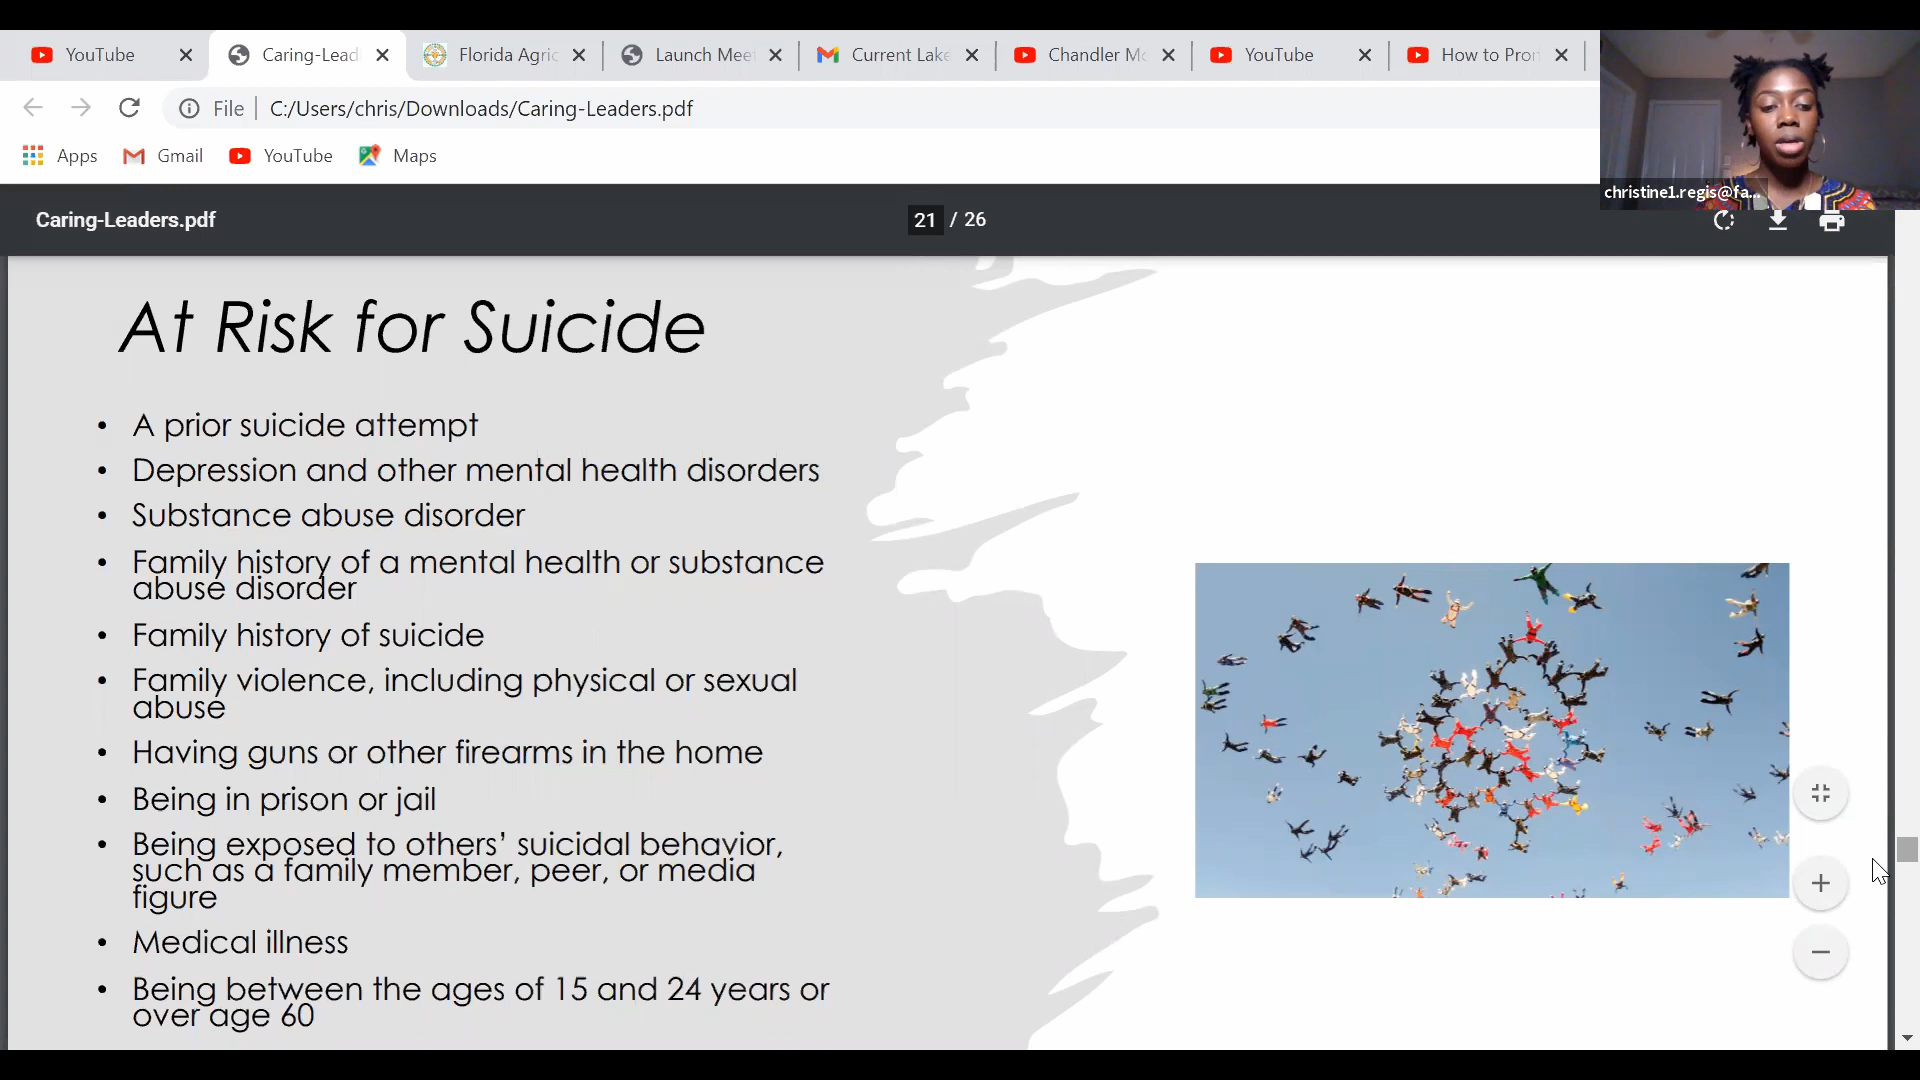 YouTube
Caring-Lead
Florida Agric
Launch Mee
Current Lake
Chandler Mc
YouTube
How to Pron
File
C:/Users/chris/Downloads/Caring-Leaders.pdf
Apps
Gmail
YouTube
Maps
christine1.regis@fa...
Caring-Leaders.pdf
21 / 26
At Risk for Suicide
• A prior suicide attempt
• Depression and other mental health disorders
• Substance abuse disorder
• Family history of a mental health or substance
abuse disorder
• Family history of suicide
• Family violence, including physical or sexual
abuse
• Having guns or other firearms in the home
• Being in prison or jail
• Being exposed to others’ suicidal behavior,
such as a family member, peer, or media
figure
• Medical illness
• Being between the ages of 15 and 24 years or
over age 60